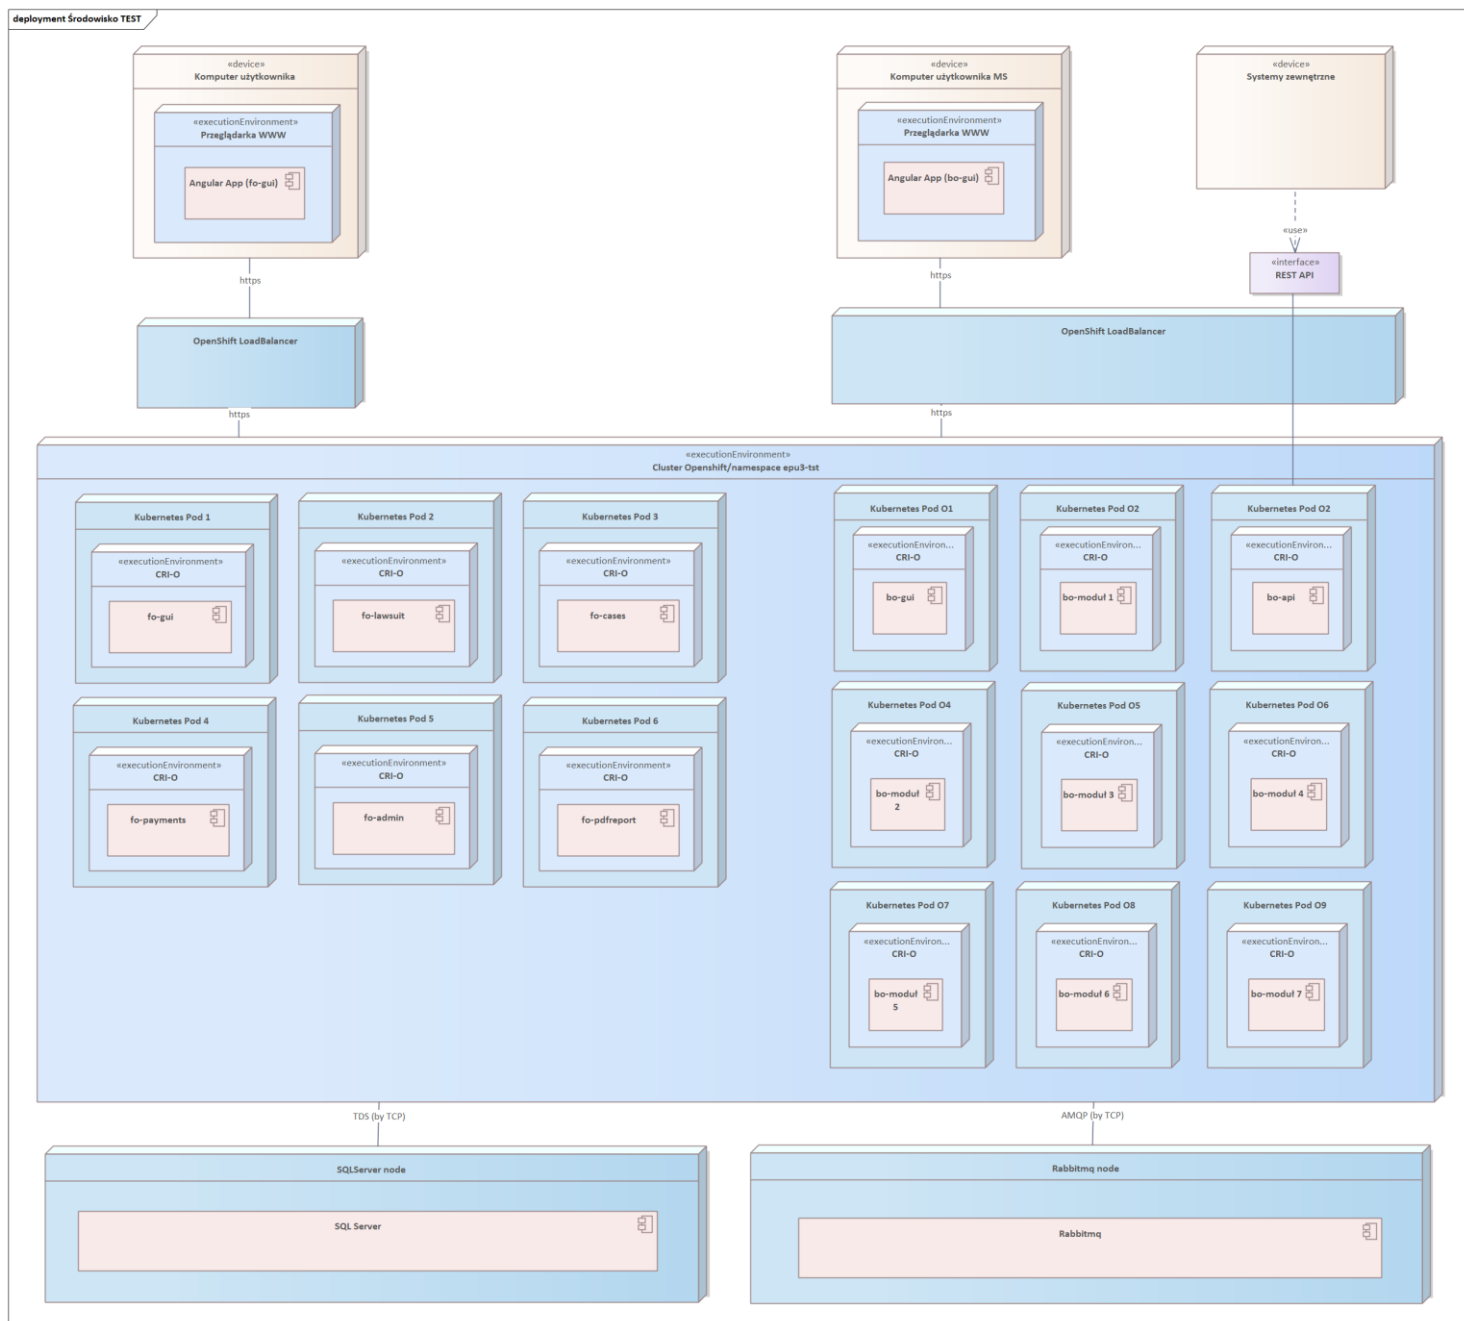 deployment Środowisko TEST
«device»
Komputer użytkownika
«executionEnvironment»
Przeglądarka WWW
Angular App (fo-gui)
https
OpenShift LoadBalancer
https
«device»
Komputer użytkownika MS
«executionEnvironment»
Przeglądarka WWW
Angular App (bo-gui)
https
«device»
Systemy zewnętrzne
«use»
«interface»
REST API
OpenShift LoadBalancer
https
«executionEnvironment»
Cluster Openshift/namespace epu3-tst
Kubernetes Pod 1
«executionEnvironment»
CRI-O
fo-gui
Kubernetes Pod 2
«executionEnvironment»
CRI-O
fo-lawsuit
Kubernetes Pod 3
«executionEnvironment»
CRI-O
fo-cases
Kubernetes Pod O1
«executionEnviron...
CRI-O
bo-gui
Kubernetes Pod O2
«executionEnviron...
CRI-O
bo-moduł 1
Kubernetes Pod O2
«executionEnviron...
CRI-O
bo-api
Kubernetes Pod 4
«executionEnvironment»
CRI-O
fo-payments
Kubernetes Pod 5
«executionEnvironment»
CRI-O
fo-admin
Kubernetes Pod 6
«executionEnvironment»
CRI-O
fo-pdfreport
Kubernetes Pod O4
«executionEnviron...
CRI-O
bo-moduł
2
Kubernetes Pod O5
«executionEnviron...
CRI-O
bo-moduł 3
Kubernetes Pod O6
«executionEnviron...
CRI-O
bo-moduł 4
Kubernetes Pod O7
«executionEnviron...
CRI-O
bo-moduł
5
Kubernetes Pod O8
«executionEnviron...
CRI-O
bo-moduł 6
Kubernetes Pod O9
«executionEnviron...
CRI-O
bo-moduł 7
TDS (by TCP)
AMQP (by TCP)
SQLServer node
SQL Server
Rabbitmq node
Rabbitmq